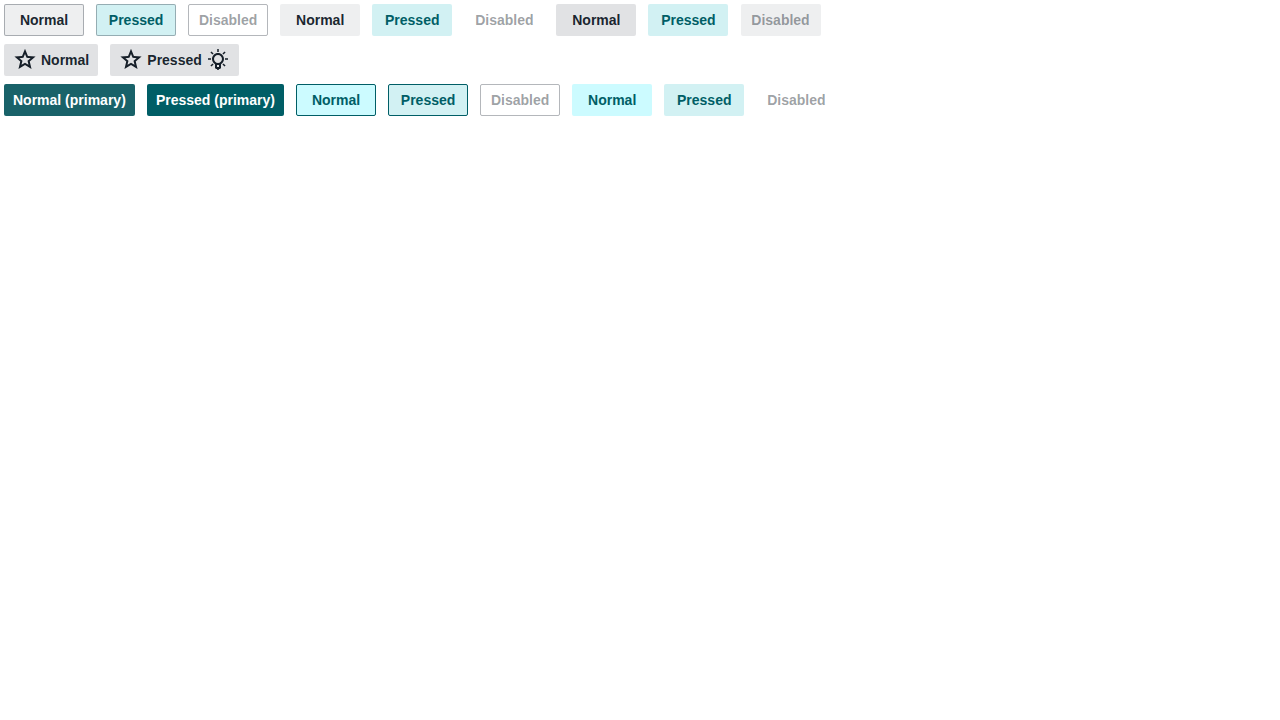 Normal Pressed Disabled Normal Pressed Disabled Normal Pressed Disabled
Normal Pressed
Normal (primary) Pressed (primary) Normal Pressed Disabled Normal Pressed Disabled